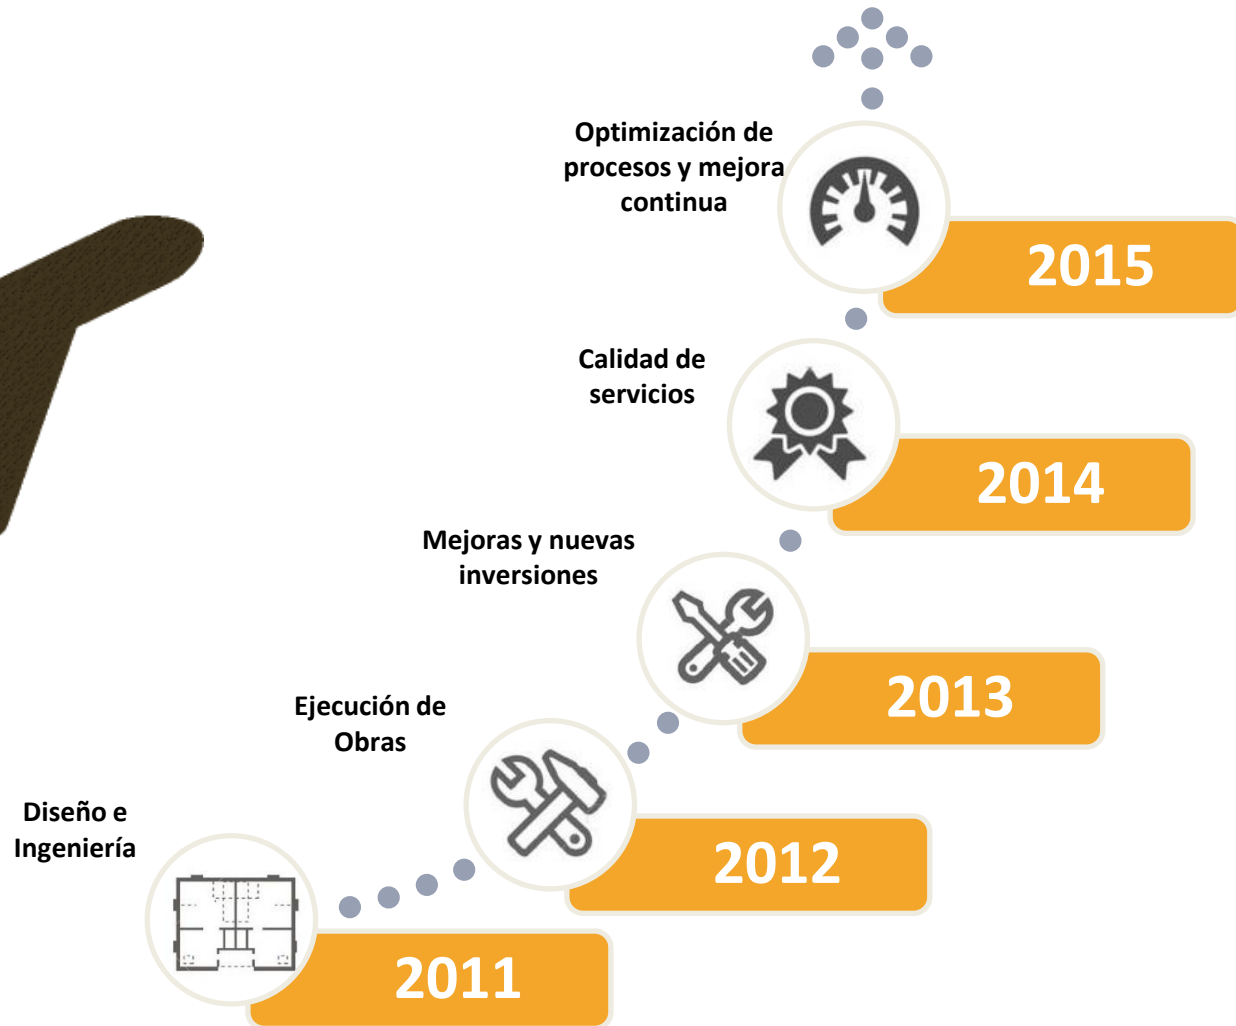 Optimización de
procesos y mejora
continua
2015
Calidad de
servicios
2014
Mejoras y nuevas
inversiones
2013
Ejecución de
Obras
2012
Diseño e
Ingeniería
2011